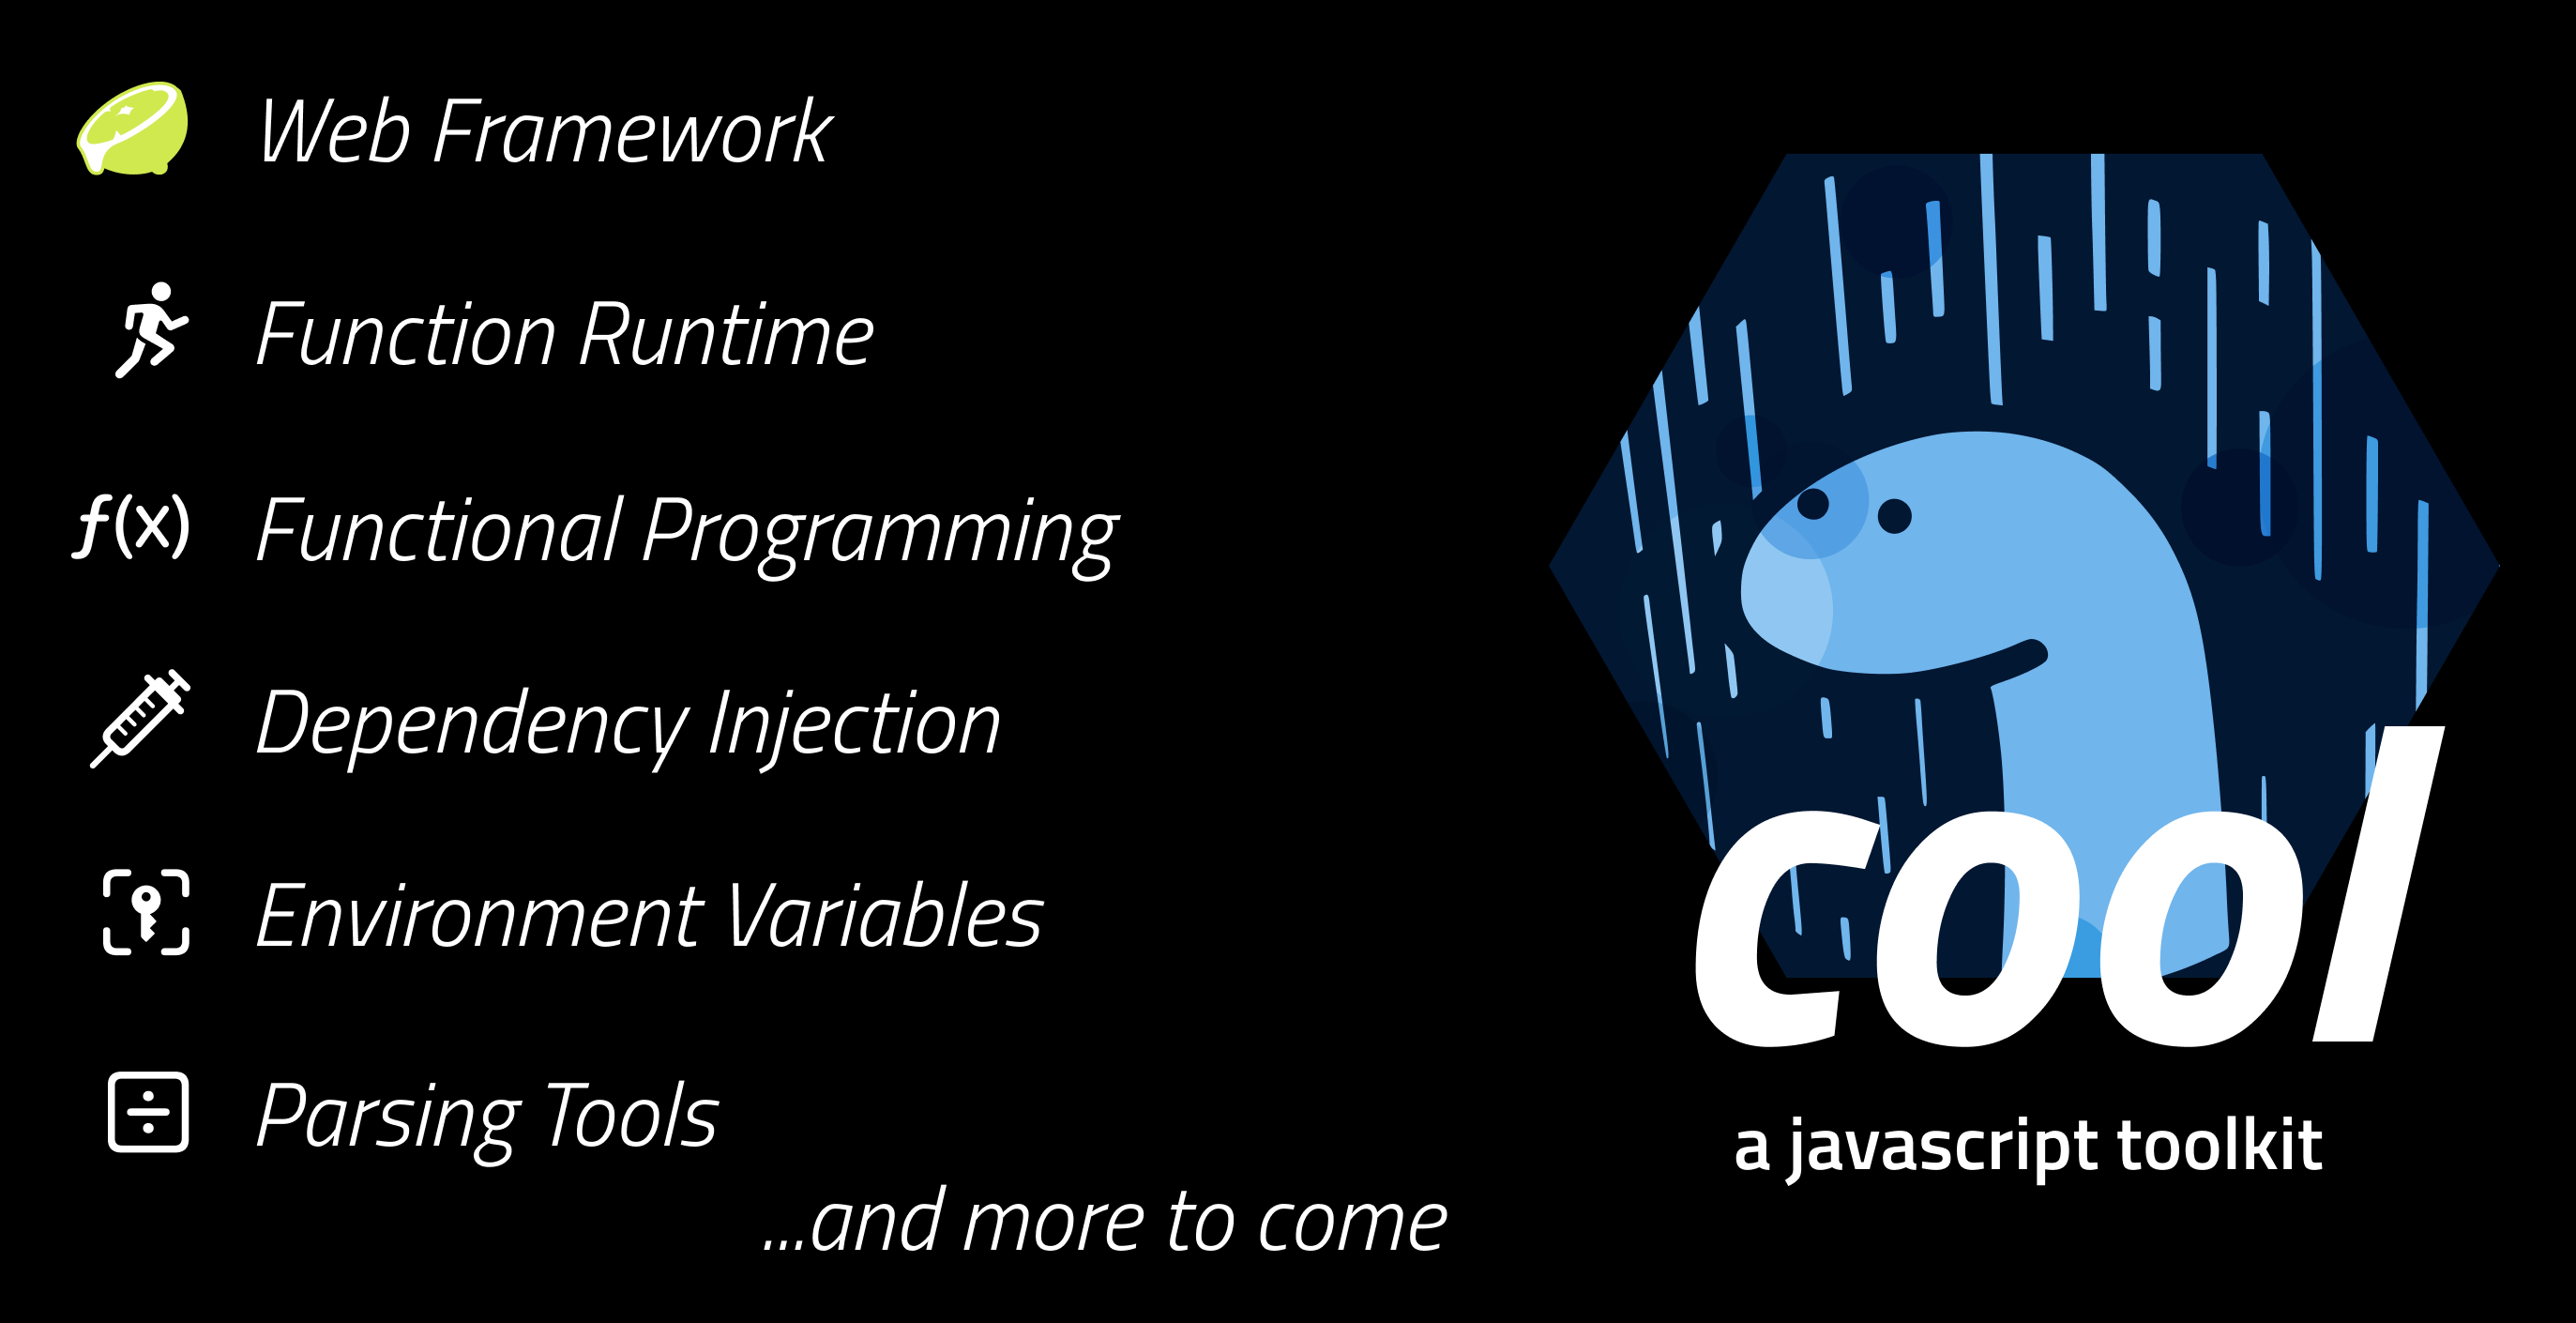 Web Framework
Function Runtime
f(x) Functional Programming
Dependency Injection
Environment Variables
Parsing Tools
...and more to come
cool
a javascript toolkit